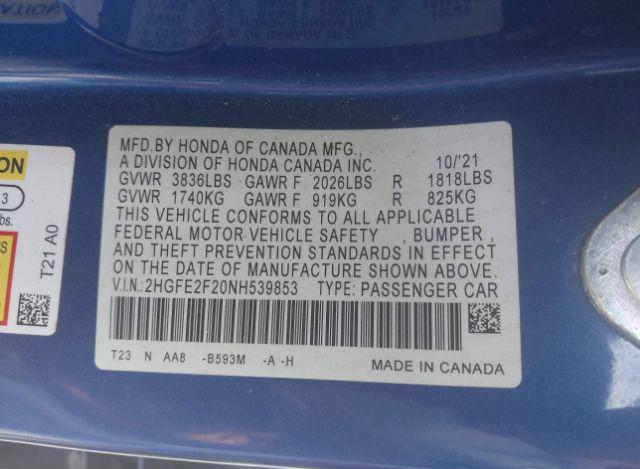 MFD.BY HONDA OF CANADA MFG.,
A DIVISION OF HONDA CANADA INC. 10/'21
GVWR 3836LBS GAWR F 2026LBS R 1818LBS
GVWR 1740KG GAWR F 919KG R 825KG
THIS VEHICLE CONFORMS TO ALL APPLICABLE
FEDERAL MOTOR VEHICLE SAFETY , BUMPER ,
AND THEFT PREVENTION STANDARDS IN EFFECT
ON THE DATE OF MANUFACTURE SHOWN ABOVE.
V.I.N.:2HGFE2F20NH539853 TYPE: PASSENGER CAR
T23 N AA8 -B593M -A -H
MADE IN CANADA
ION
3
bs.
T21 A0